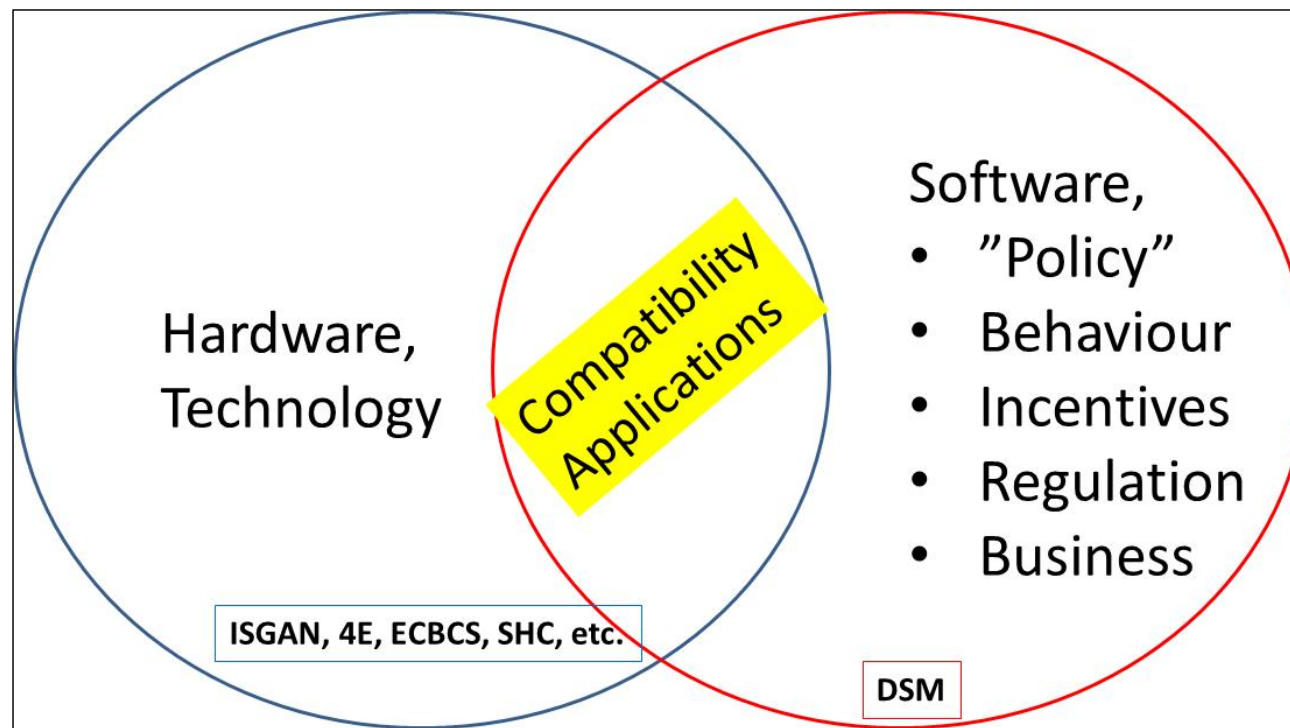 Hardware,
Technology
Compatibility
Applications
Software,
• ”Policy”
• Behaviour
• Incentives
• Regulation
• Business
ISGAN, 4E, ECBCS, SHC, etc.
DSM